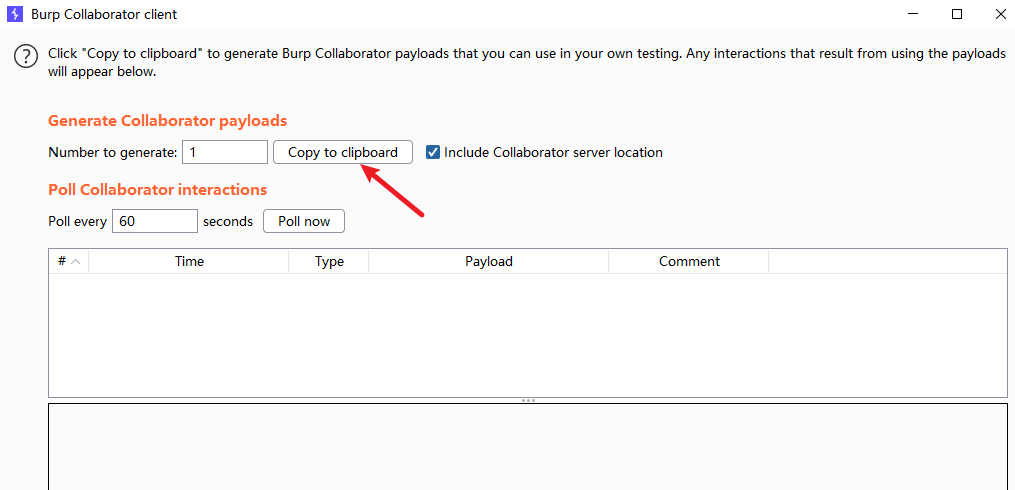 Burp Collaborator client
Click "Copy to clipboard" to generate Burp Collaborator payloads that you can use in your own testing. Any interactions that result from using the payloads
will appear below.
Generate Collaborator payloads
Number to generate: 1 Copy to clipboard Include Collaborator server location
Poll Collaborator interactions
Poll every 60 seconds Poll now
# Time Type Payload Comment